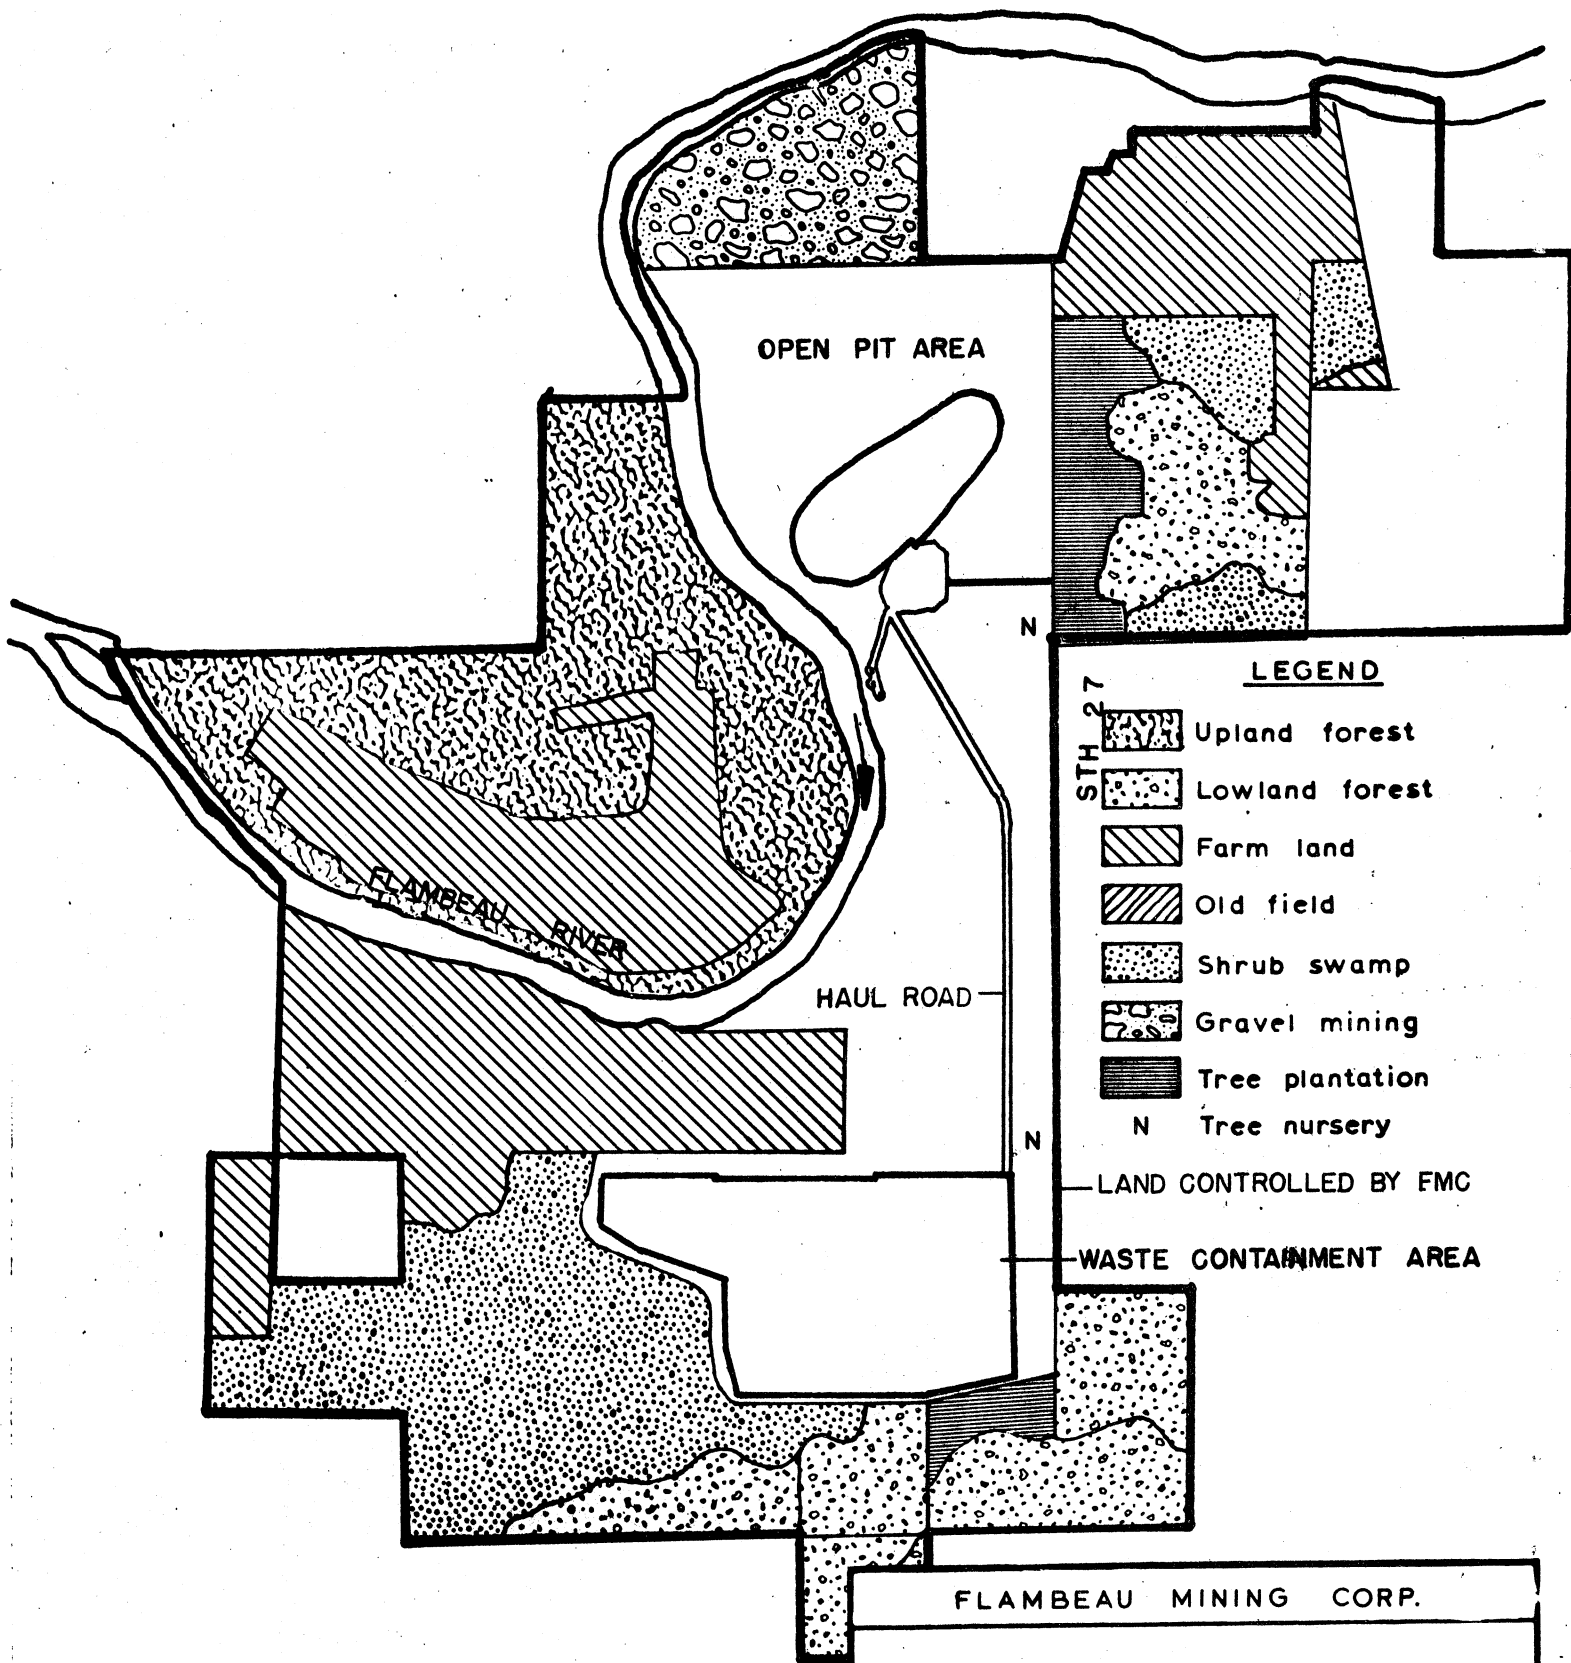 OPEN PIT AREA
N
LEGEND
STH 27
Upland forest
Lowland forest
Farm land
Old field
Shrub swamp
Gravel mining
Tree plantation
N Tree nursery
FLAMBEAU RIVER
HAUL ROAD
N
LAND CONTROLLED BY FMC
WASTE CONTAINMENT AREA
FLAMBEAU MINING CORP.